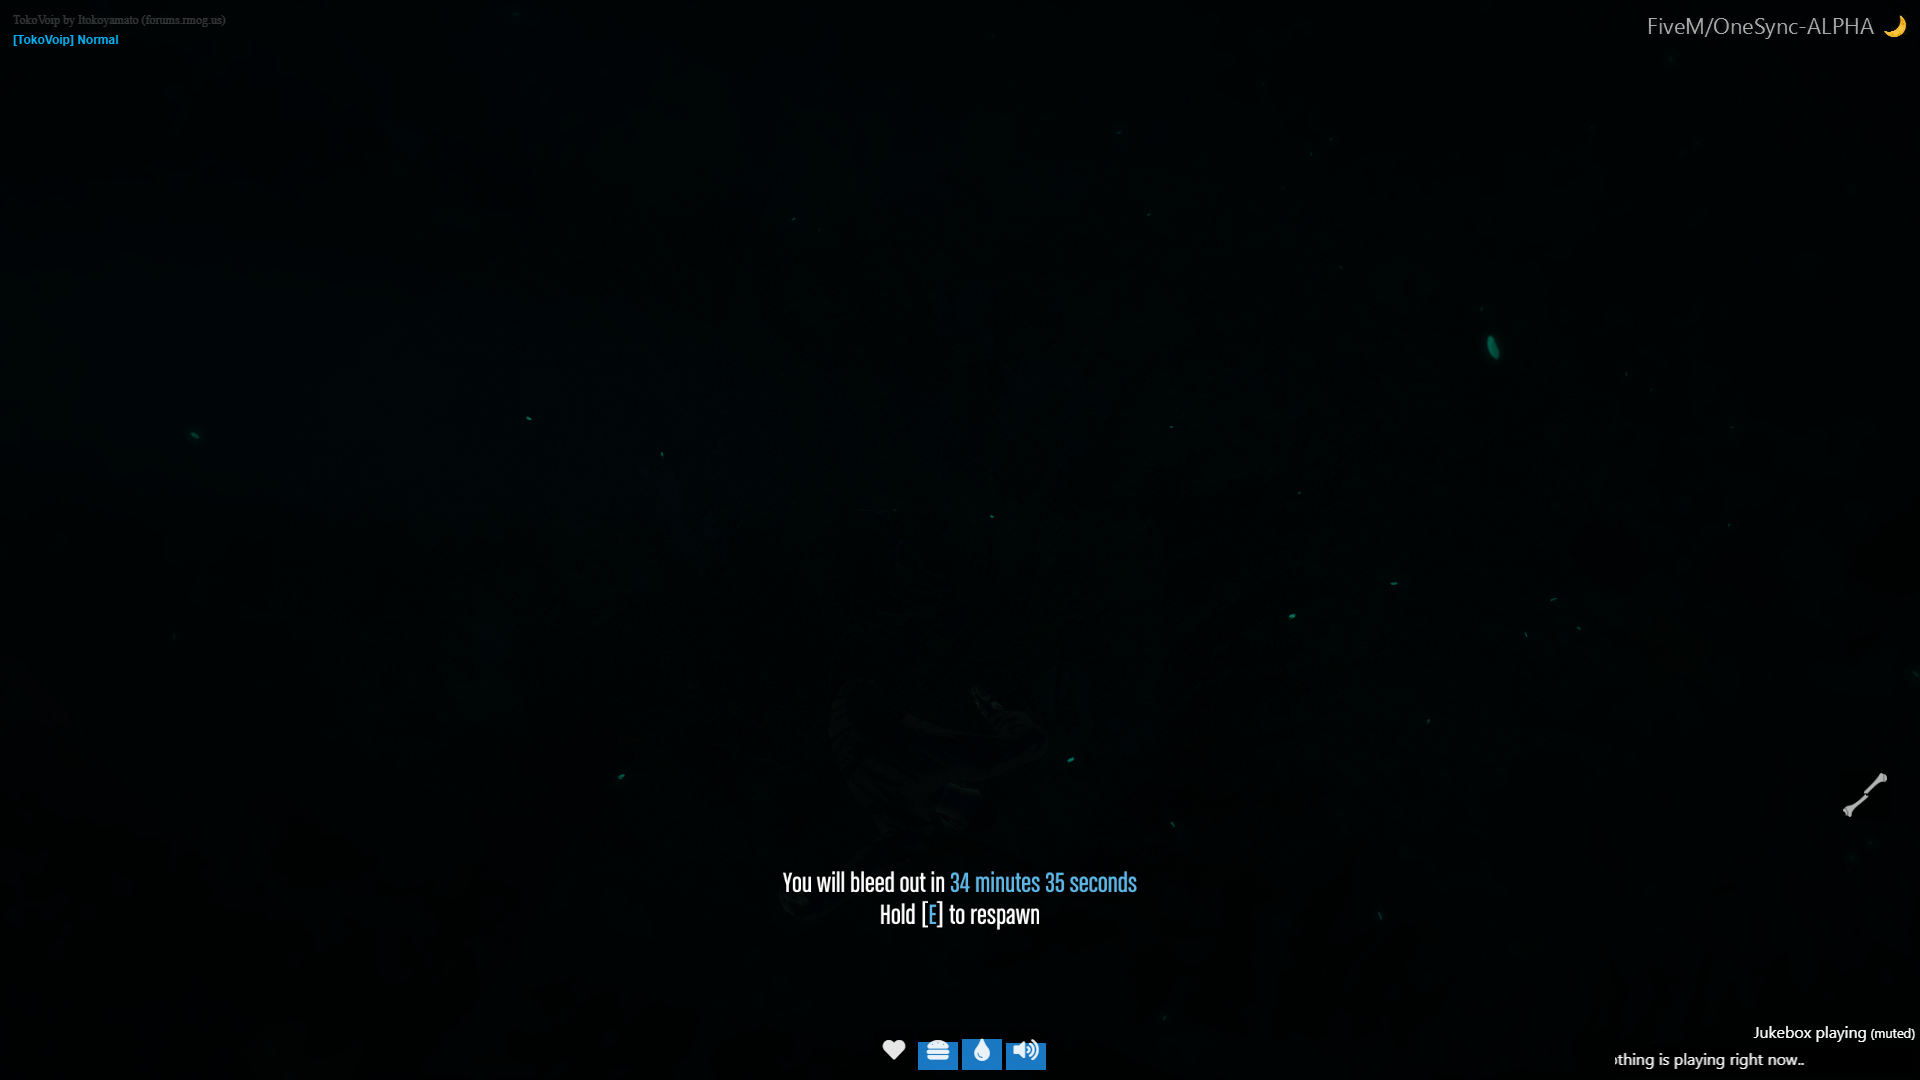 TokoVoip by Itokoyamato (forums.rmog.us)
[TokoVoip] Normal
FiveM/OneSync-ALPHA
You will bleed out in 34 minutes 35 seconds
Hold [E] to respawn
Jukebox playing (muted)
thing is playing right now..